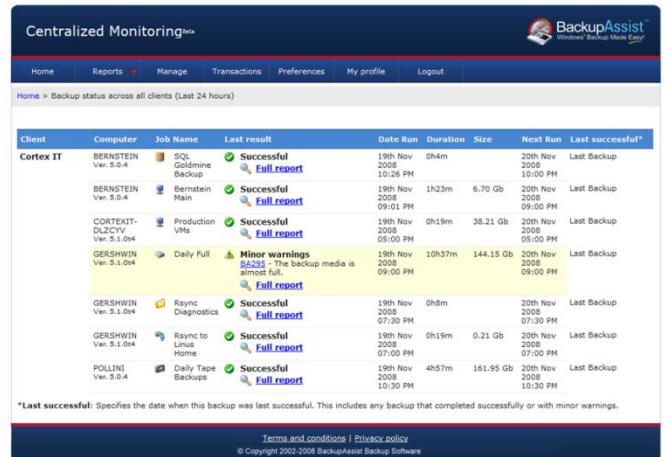 Centralized Monitoring Beta
BackupAssist™
Windows® Backup Made Easy!
Home Reports Manage Transactions Preferences My profile Logout
Home > Backup status across all clients (Last 24 hours)
Client Computer Job Name Last result Date Run Duration Size Next Run Last successful*
Cortex IT BERNSTEIN SQL Successful 19th Nov 0h4m 20th Nov Last Backup
Ver. 5.0.4 Goldmine Full report 2008 2008
Backup 10:26 PM 10:00 PM
BERNSTEIN Bernstein Successful 19th Nov 1h23m 6.70 Gb 20th Nov Last Backup
Ver. 5.0.4 Main Full report 2008 2008
09:01 PM 09:00 PM
CORTEXIT- Production Successful 19th Nov 0h19m 38.21 Gb 20th Nov Last Backup
DLZCYV VMs Full report 2008 2008
Ver. 5.1.0t4 05:00 PM 05:00 PM
GERSHWIN Daily Full Minor warnings 19th Nov 10h37m 144.15 Gb 20th Nov Last Backup
Ver. 5.1.0t4 BA295 - The backup media is 2008 2008
almost full. 09:00 PM 09:00 PM
Full report
GERSHWIN Rsync Successful 19th Nov 0h8m 20th Nov Last Backup
Ver. 5.1.0t4 Diagnostics Full report 2008 2008
07:30 PM 07:30 PM
GERSHWIN Rsync to Successful 19th Nov 0h19m 0.21 Gb 20th Nov Last Backup
Ver. 5.1.0t4 Linus Full report 2008 2008
Home 07:00 PM 07:00 PM
POLLINI Daily Tape Successful 19th Nov 4h57m 161.95 Gb 20th Nov Last Backup
Ver. 5.0.4 Backups Full report 2008 2008
10:30 PM 10:30 PM
*Last successful: Specifies the date when this backup was last successful. This includes any backup that completed successfully or with minor warnings.
Terms and conditions | Privacy policy
© Copyright 2002-2008 BackupAssist Backup Software